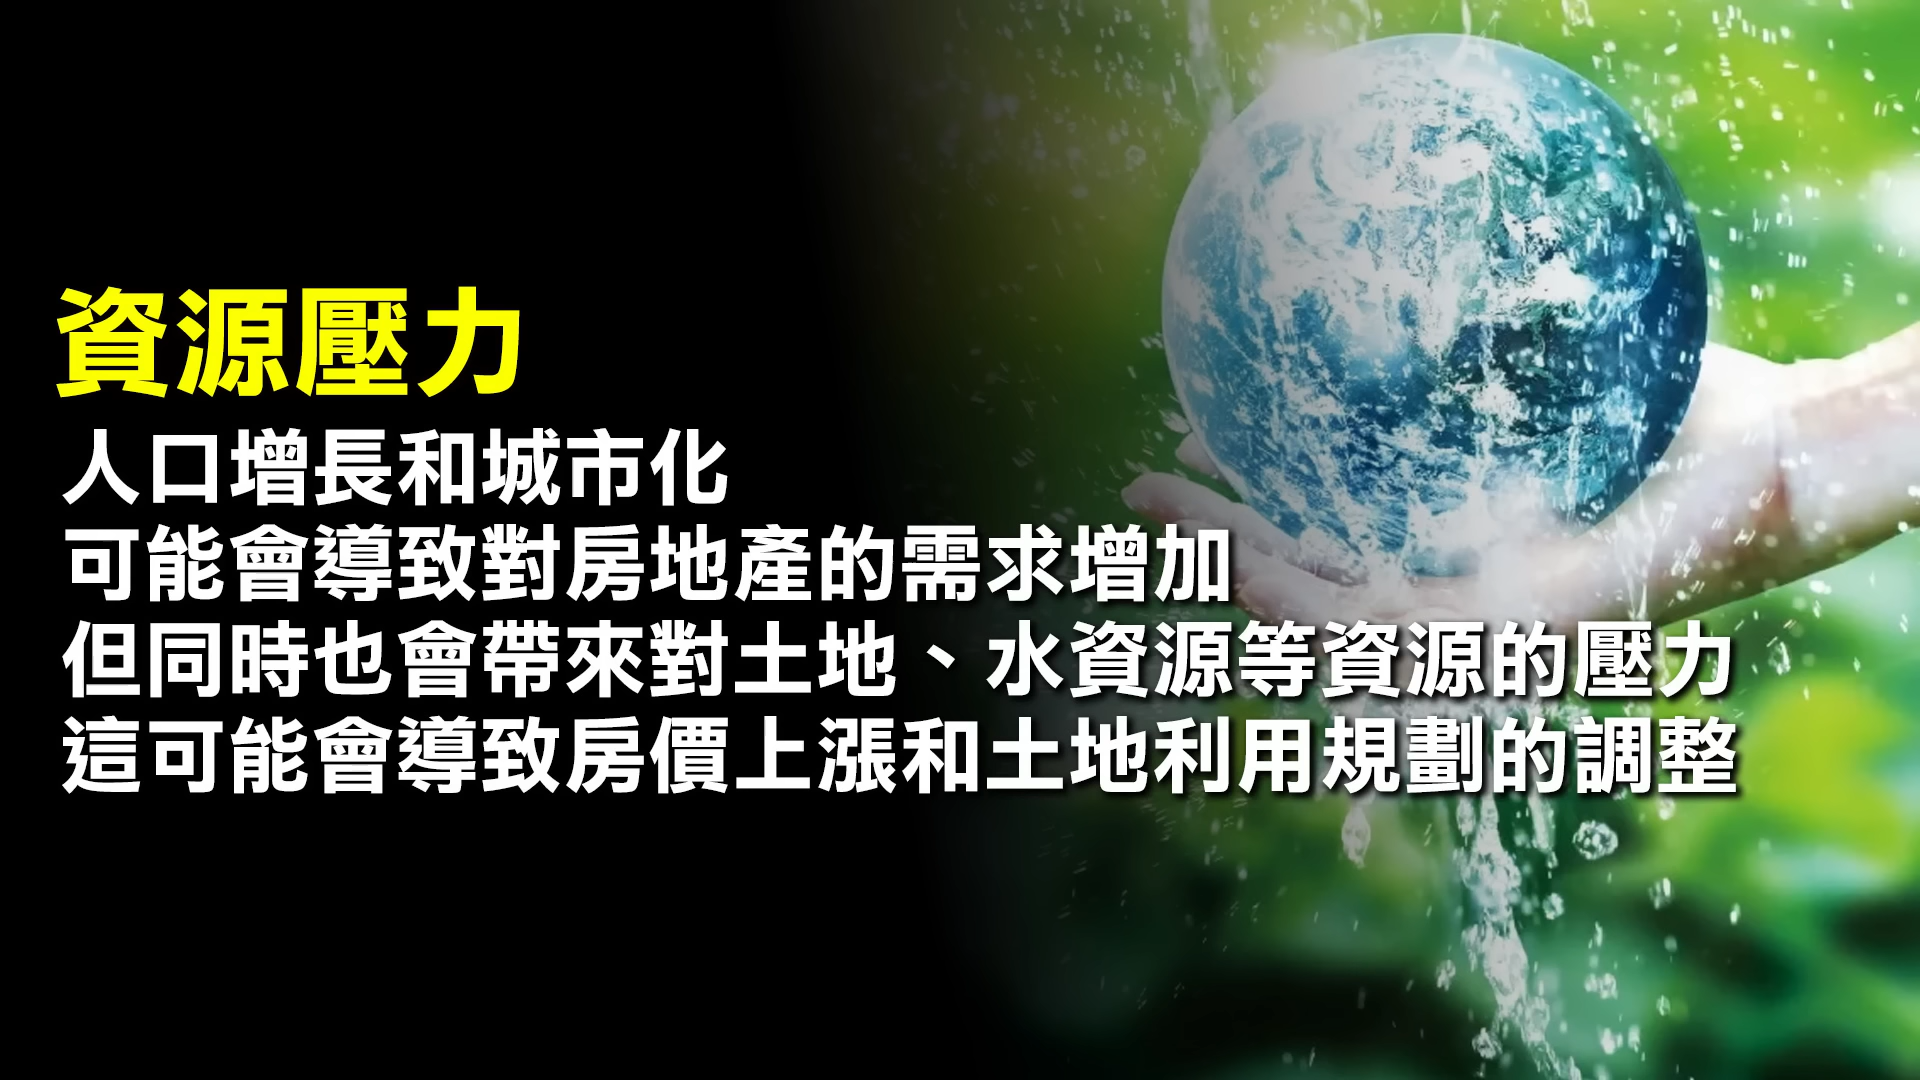 資源壓力
人口增長和城市化
可能會導致對房地產的需求增加
但同時也會帶來對土地、水資源等資源的壓力
這可能會導致房價上漲和土地利用規劃的調整